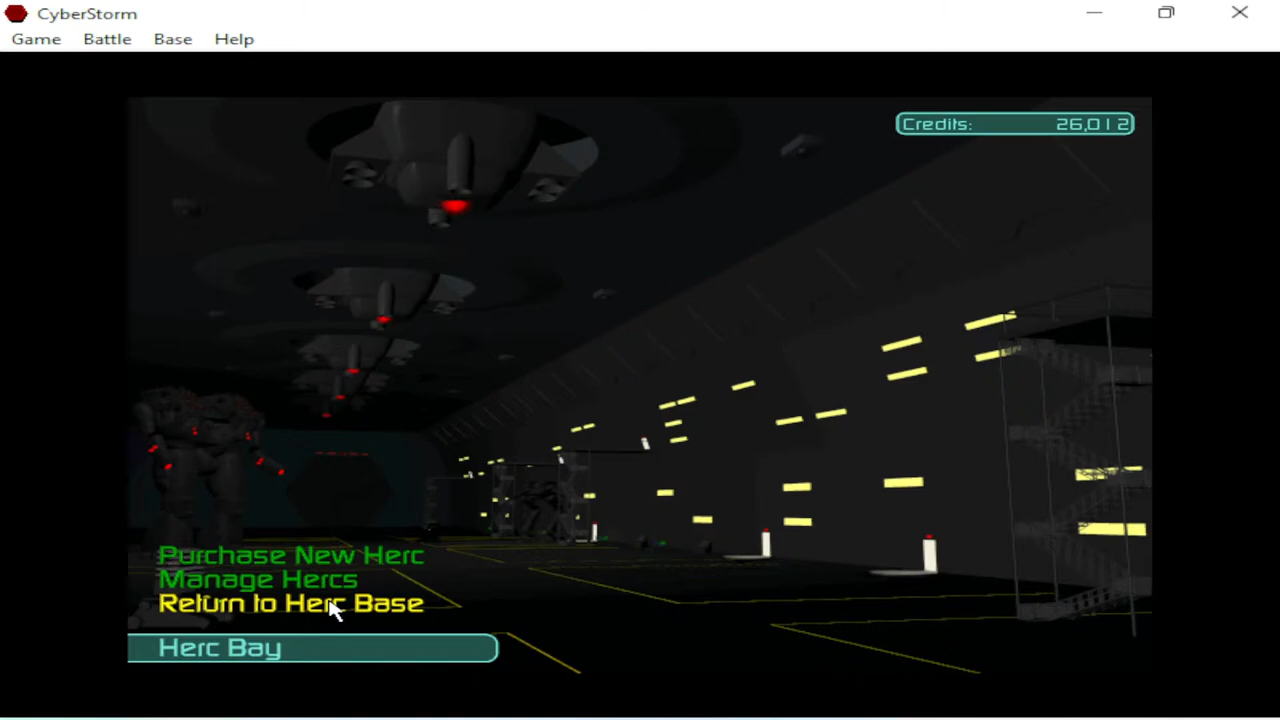 CyberStorm
Game Battle Base Help
Credits: 26,012
Purchase New Herc
Manage Hercs
Return to Herc Base
Herc Bay